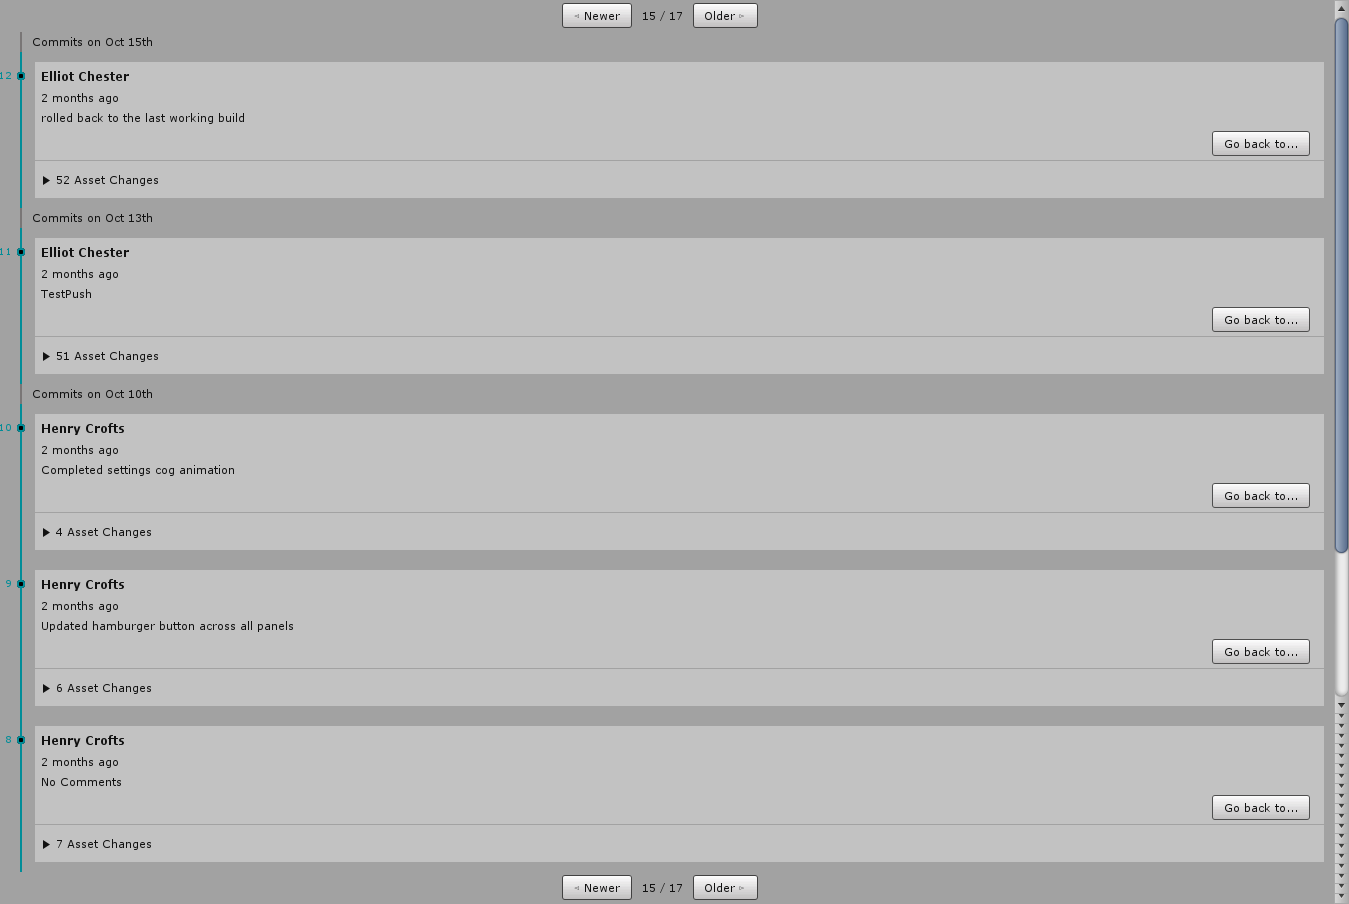 Newer 15 / 17 Older
Commits on Oct 15th
12
Elliot Chester
2 months ago
rolled back to the last working build
Go back to...
52 Asset Changes
Commits on Oct 13th
11
Elliot Chester
2 months ago
TestPush
Go back to...
51 Asset Changes
Commits on Oct 10th
10
Henry Crofts
2 months ago
Completed settings cog animation
Go back to...
4 Asset Changes
9
Henry Crofts
2 months ago
Updated hamburger button across all panels
Go back to...
6 Asset Changes
8
Henry Crofts
2 months ago
No Comments
Go back to...
7 Asset Changes
Newer 15 / 17 Older